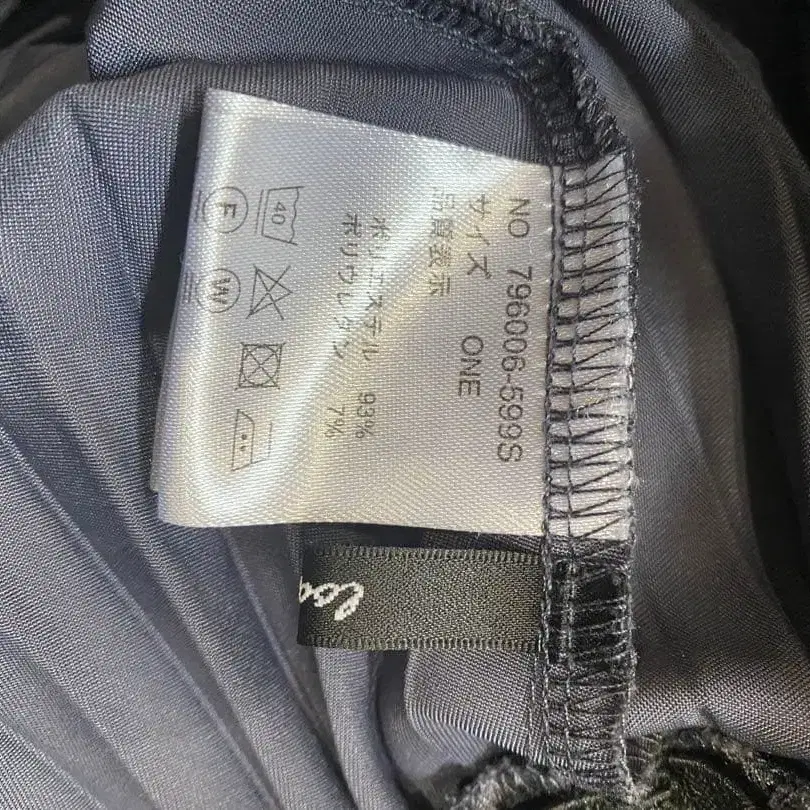 NO 796006-599S
サイズ ONE
品質表示
ポリエステル 93%
ポリウレタン 7%
40
F W